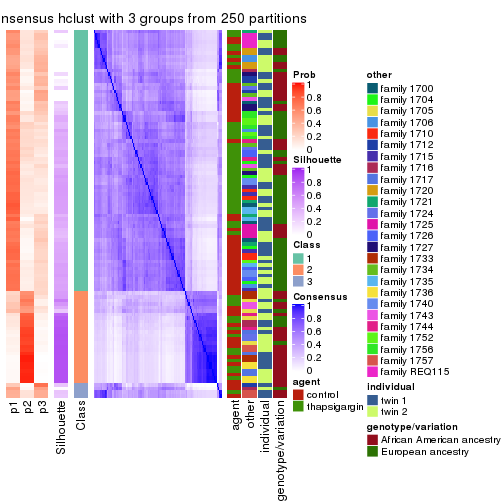 nsensus hclust with 3 groups from 250 partitions
Prob
1
0.8
0.6
0.4
0.2
0
Silhouette
1
0.8
0.6
0.4
0.2
0
Class
1
2
3
Consensus
1
0.8
0.6
0.4
0.2
0
agent
control
thapsigargin
other
family 1700
family 1704
family 1705
family 1706
family 1710
family 1712
family 1715
family 1716
family 1717
family 1720
family 1721
family 1724
family 1725
family 1726
family 1727
family 1733
family 1734
family 1735
family 1736
family 1740
family 1743
family 1744
family 1752
family 1756
family 1757
family REQ115
individual
twin 1
twin 2
genotype/variation
African American ancestry
European ancestry
p1
p2
p3
Silhouette
Class
agent
other
individual
genotype/variation